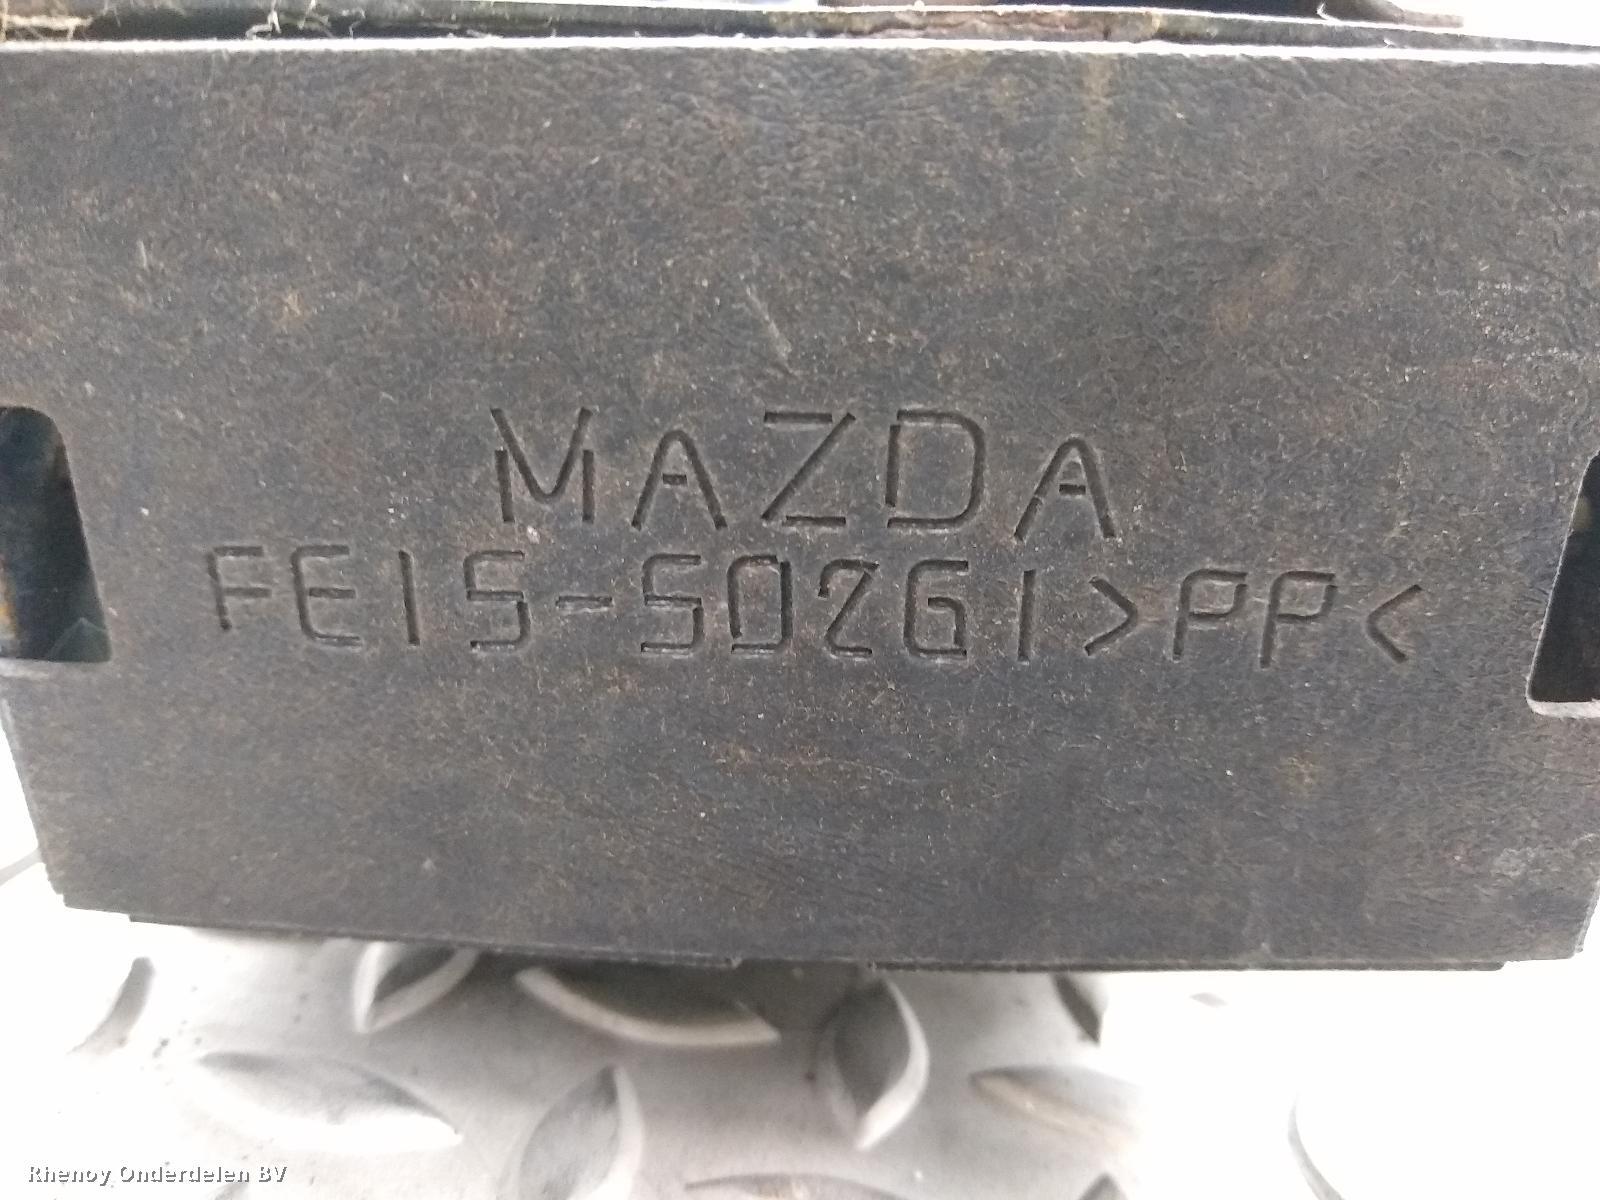 MAZDA
FE1S-50261>PP<
Rhenoy Onderdelen BV